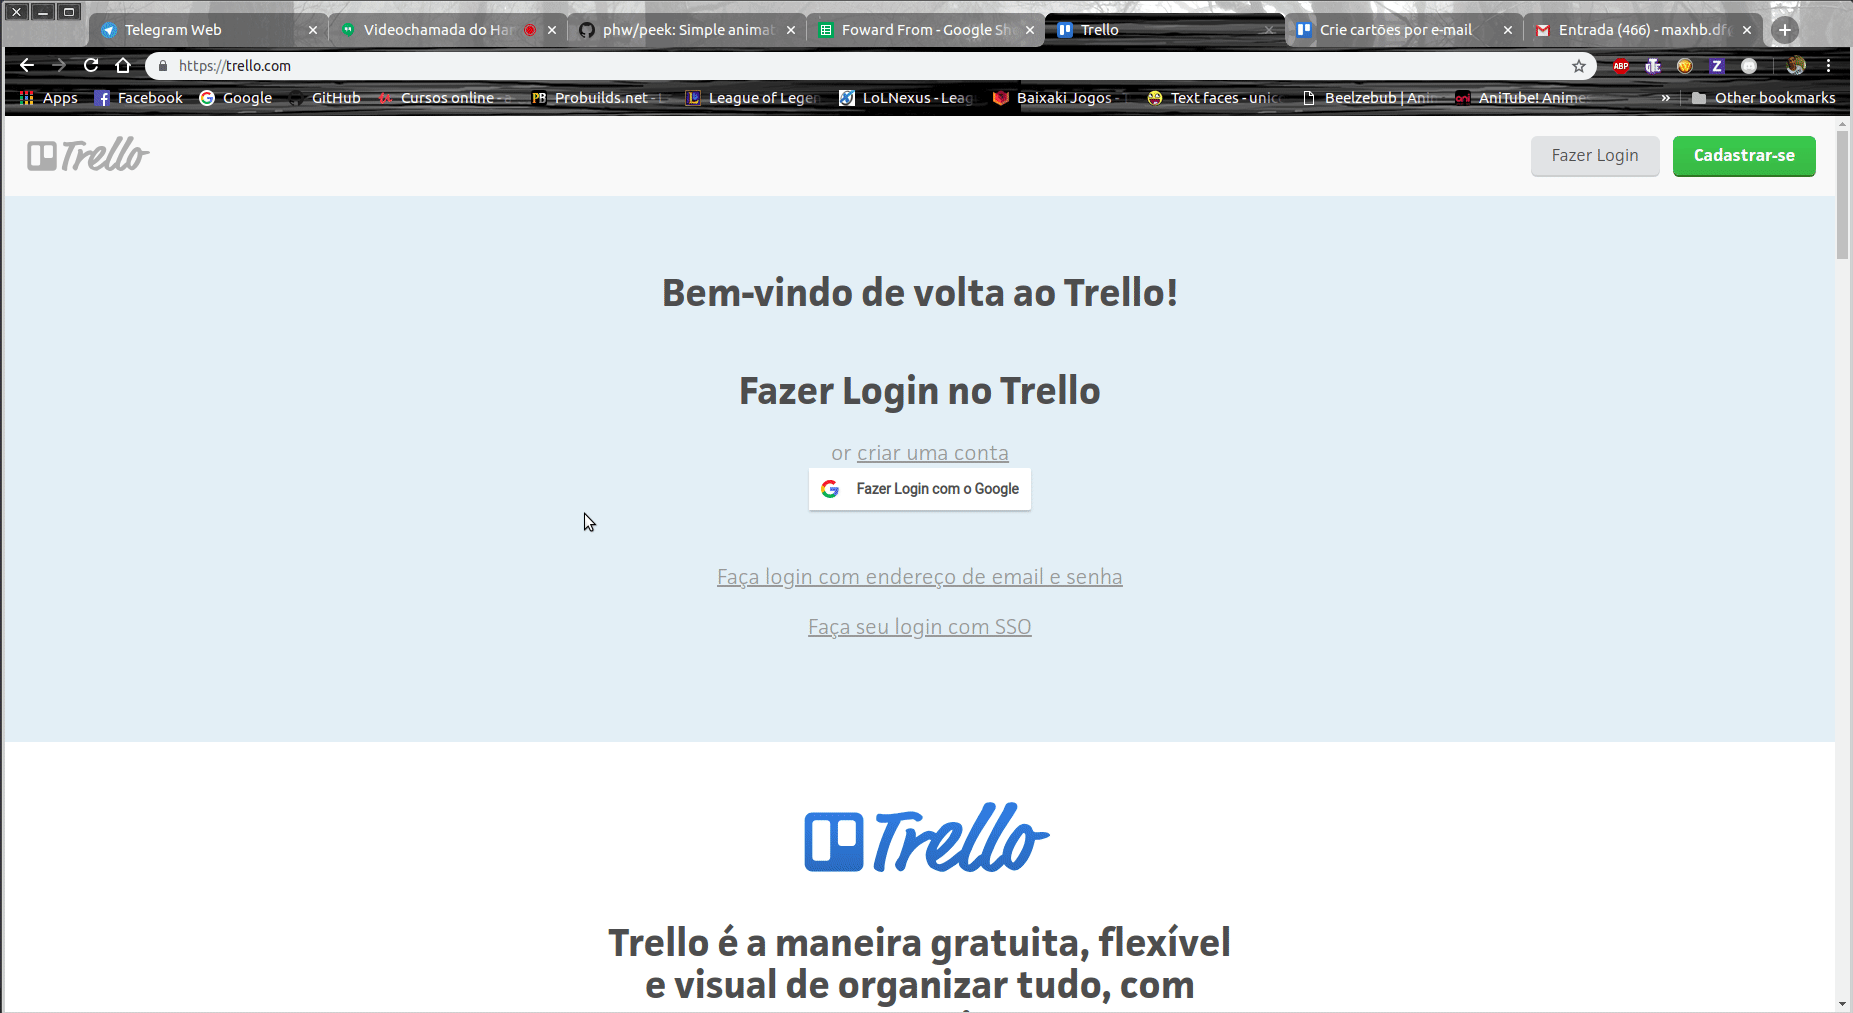 Telegram Web
Videochamada do Har
phw/peek: Simple animat
Foward From - Google She
Trello
Crie cartões por e-mail
Entrada (466) - maxhb.df
https://trello.com
Apps
Facebook
Google
GitHub
Cursos online - a
Probuilds.net - L
League of Legen
LoLNexus - Leag
Baixaki Jogos -
Text faces - unic
Beelzebub | Ani
AniTube! Anime
»
Other bookmarks
Trello
Fazer Login
Cadastrar-se
Bem-vindo de volta ao Trello!
Fazer Login no Trello
or criar uma conta
Fazer Login com o Google
Faça login com endereço de email e senha
Faça seu login com SSO
Trello
Trello é a maneira gratuita, flexível
e visual de organizar tudo, com